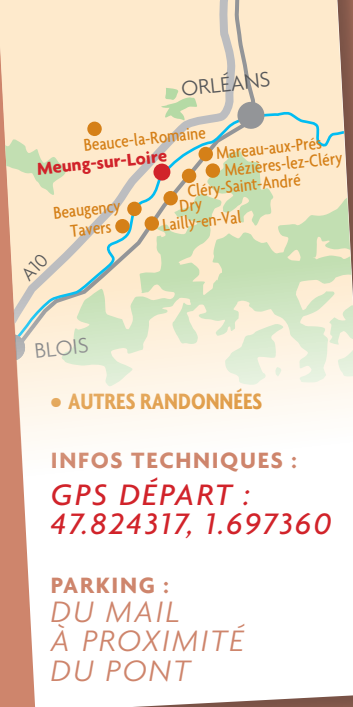 ORLÉANS
Beauce-la-Romaine
Meung-sur-Loire
Mareau-aux-Prés
Mézières-lez-Cléry
Cléry-Saint-André
Dry
Beaugency
Lailly-en-Val
Tavers
A10
BLOIS
• AUTRES RANDONNÉES
INFOS TECHNIQUES :
GPS DÉPART :
47.824317, 1.697360
PARKING :
DU MAIL
À PROXIMITÉ
DU PONT